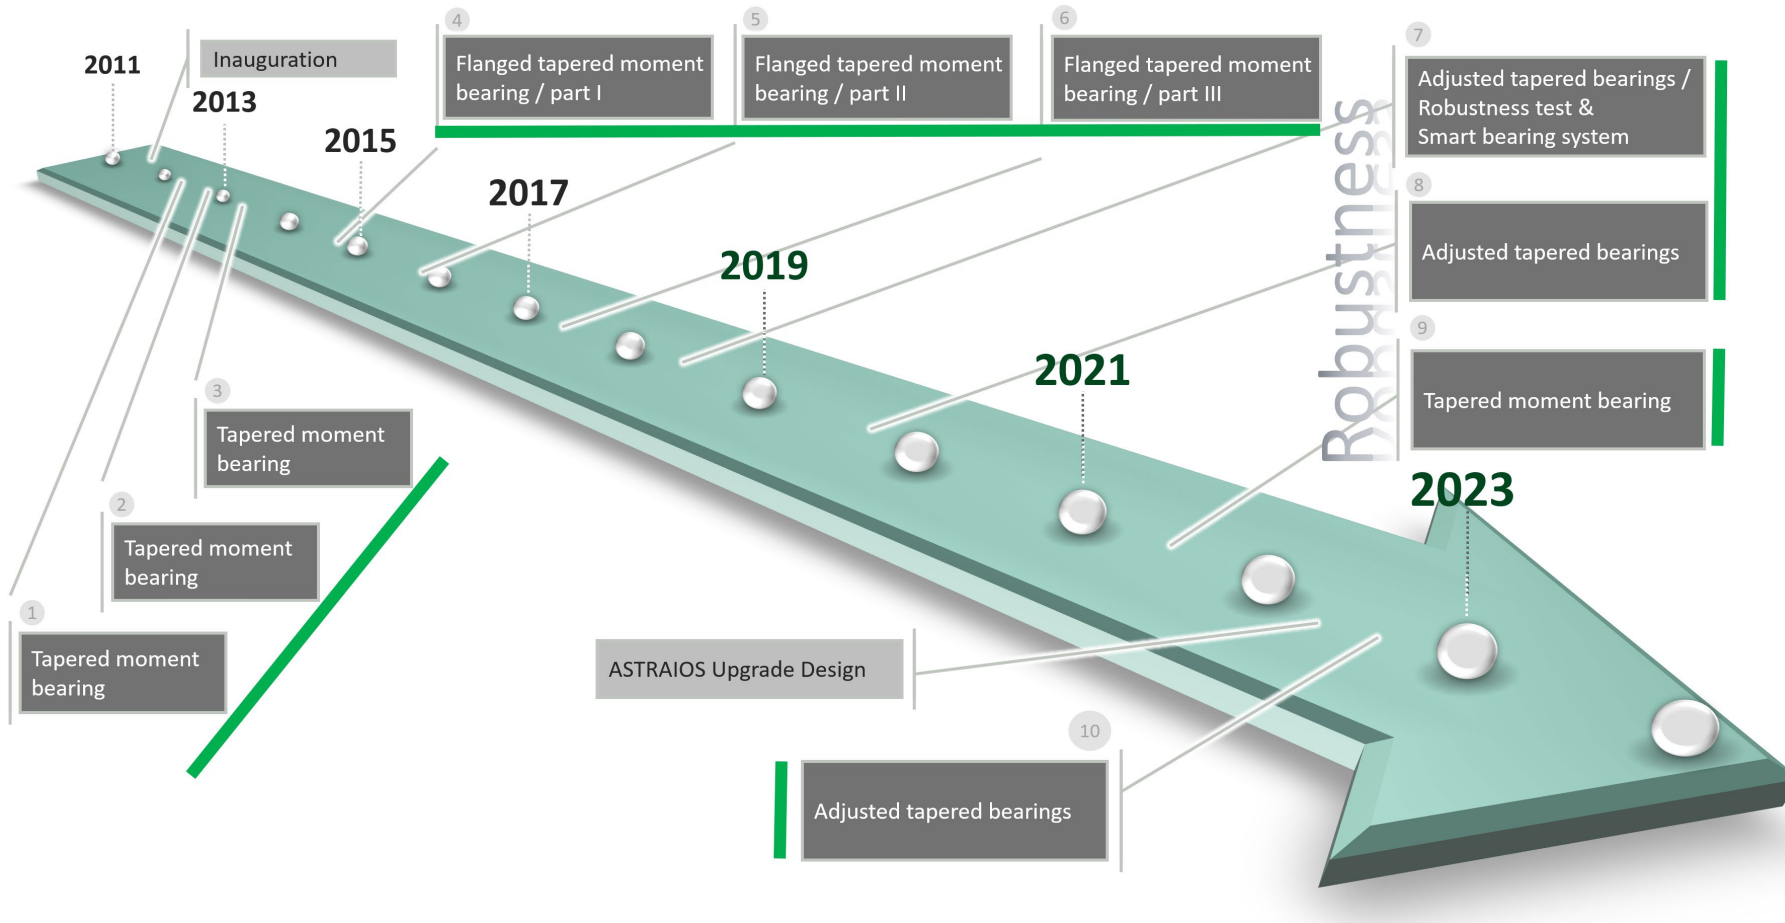 2011
Inauguration
2013
2015
2017
2019
2021
2023
4
Flanged tapered moment
bearing / part I
5
Flanged tapered moment
bearing / part II
6
Flanged tapered moment
bearing / part III
7
Adjusted tapered bearings /
Robustness test &
Smart bearing system
8
Adjusted tapered bearings
9
Tapered moment bearing
Robustness
3
Tapered moment
bearing
2
Tapered moment
bearing
1
Tapered moment
bearing
ASTRAIOS Upgrade Design
10
Adjusted tapered bearings